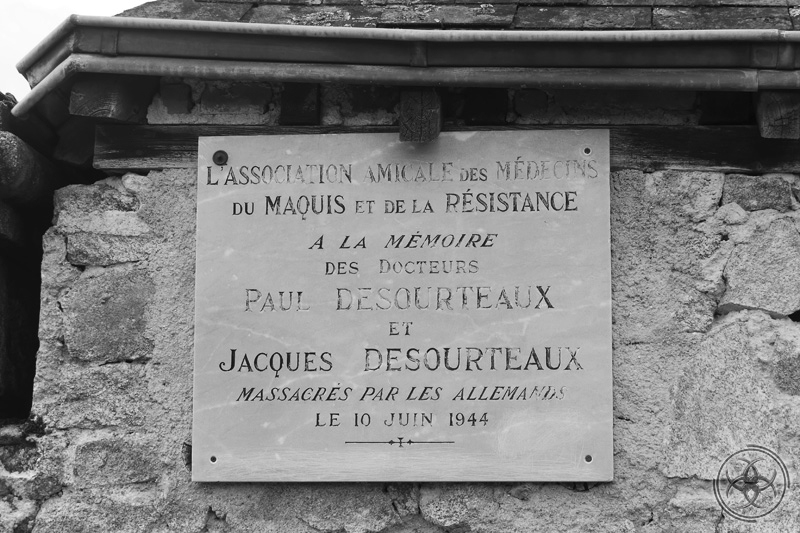 L'ASSOCIATION AMICALE DES MÉDECINS
DU MAQUIS ET DE LA RÉSISTANCE
A LA MÉMOIRE
DES DOCTEURS
PAUL DESOURTEAUX
ET
JACQUES DESOURTEAUX
MASSACRÉS PAR LES ALLEMANDS
LE 10 JUIN 1944